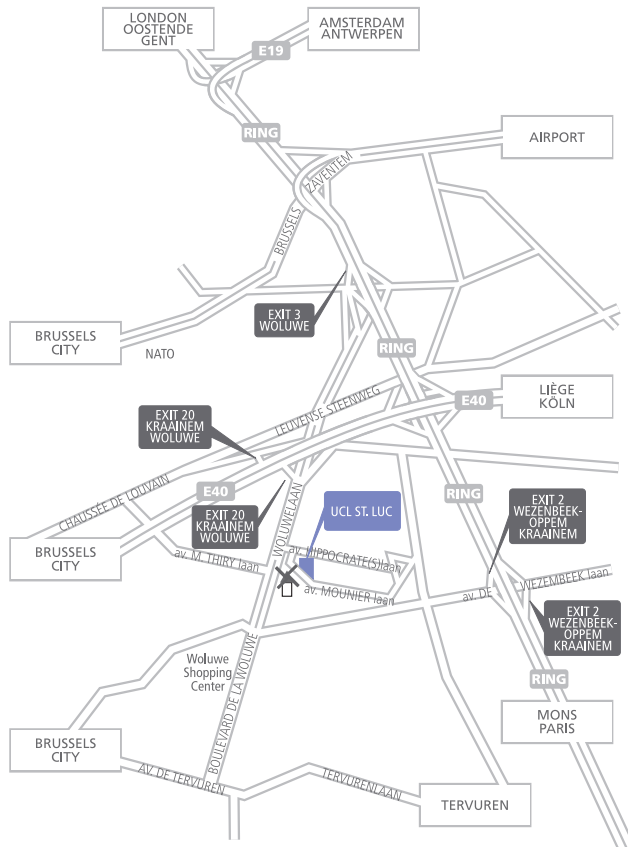 LONDON
OOSTENDE
GENT
AMSTERDAM
ANTWERPEN
E19
RING
AIRPORT
BRUSSELS
ZAVENTEM
EXIT 3
WOLUWE
BRUSSELS
CITY
NATO
RING
LIÈGE
KÖLN
E40
LEUVENSE STEENWEG
EXIT 20
KRAAINEM
WOLUWE
CHAUSSÉE DE LOUVAIN
E40
EXIT 20
KRAAINEM
WOLUWE
WOLUWELAAN
UCL ST. LUC
RING
EXIT 2
WEZENBEEK-
OPPEM
KRAAINEM
BRUSSELS
CITY
av. M. THIRY laan
av. HIPPOCRATE(S)laan
av. MOUNIER laan
av. DE WEZEMBEEK laan
EXIT 2
WEZENBEEK-
OPPEM
KRAAINEM
Woluwe
Shopping
Center
BOULEVARD DE LA WOLUWE
RING
MONS
PARIS
BRUSSELS
CITY
AV. DE TERVUREN
TERVURENLAAN
TERVUREN